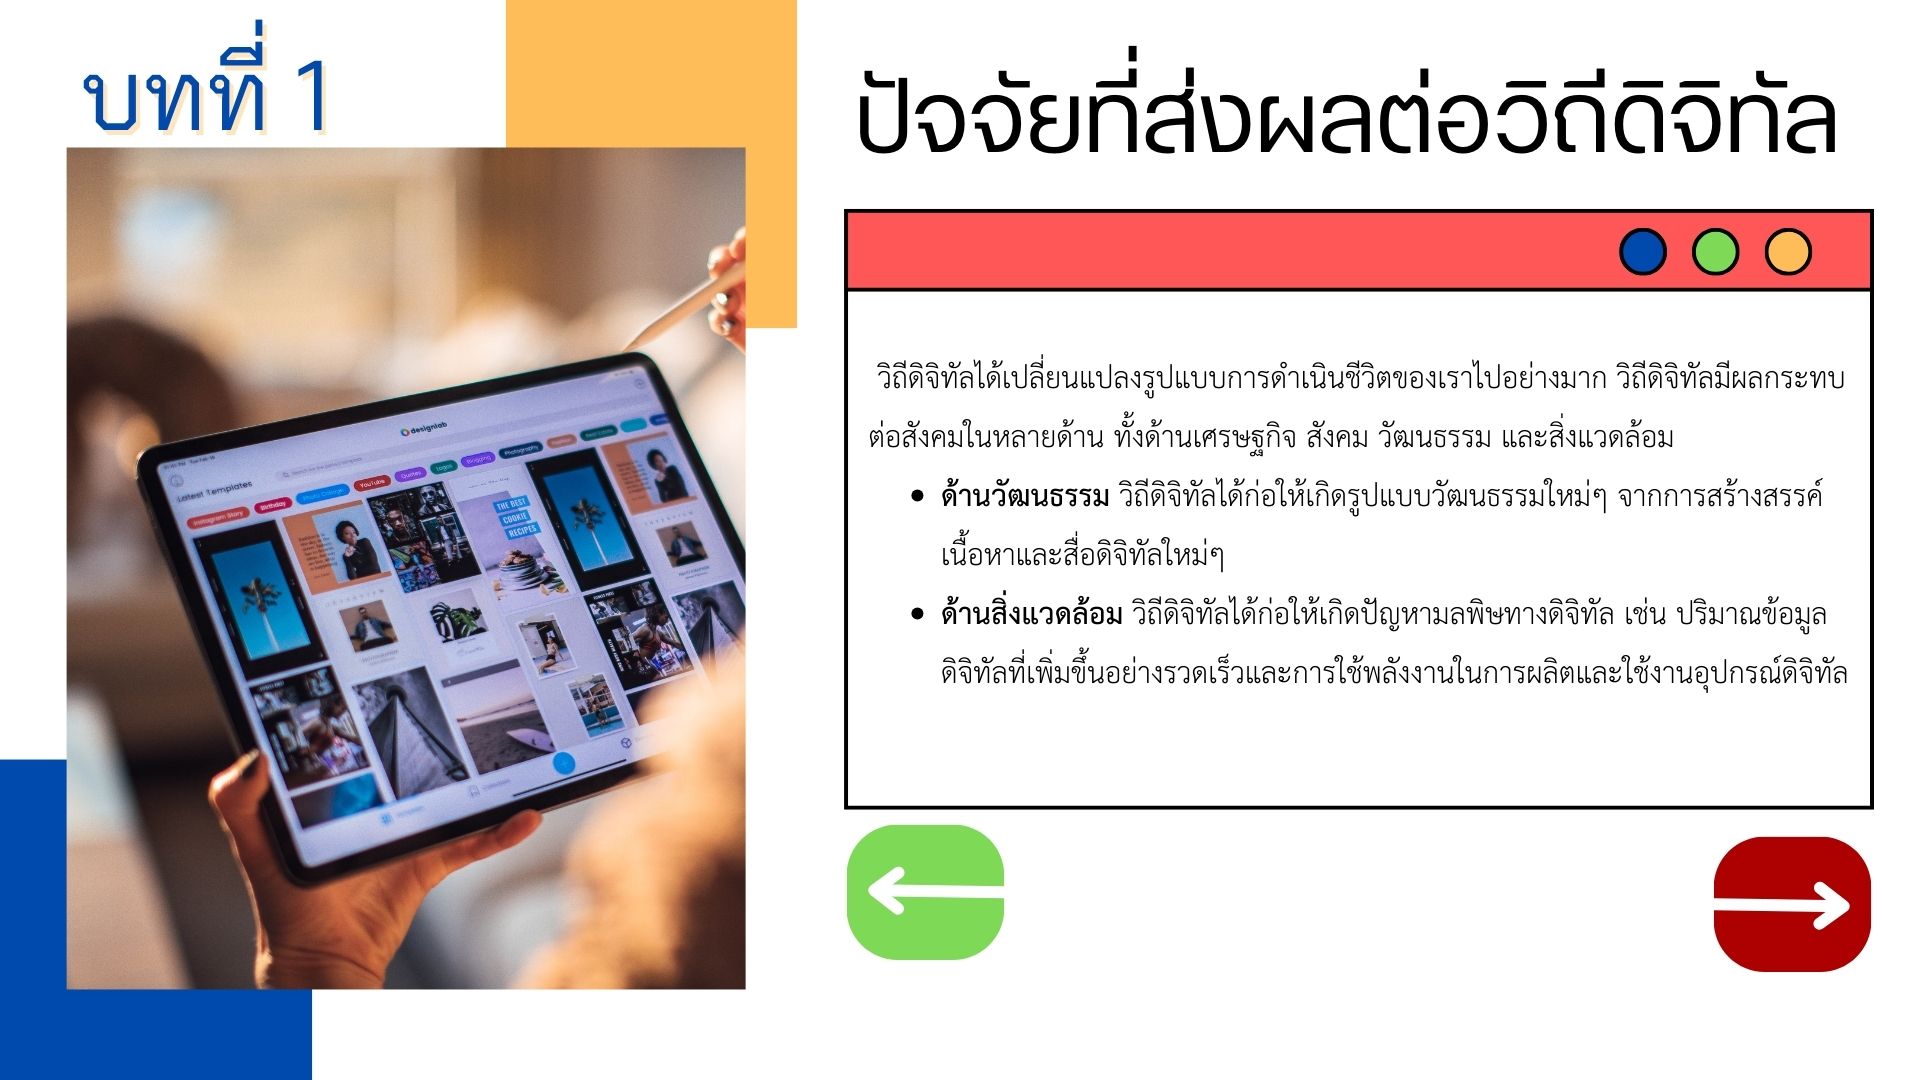 บทที่ 1
ปัจจัยที่ส่งผลต่อวิถีดิจิทัล
วิถีดิจิทัลได้เปลี่ยนแปลงรูปแบบการดำเนินชีวิตของเราไปอย่างมาก วิถีดิจิทัลมีผลกระทบ
ต่อสังคมในหลายด้าน ทั้งด้านเศรษฐกิจ สังคม วัฒนธรรม และสิ่งแวดล้อม
• ด้านวัฒนธรรม วิถีดิจิทัลได้ก่อให้เกิดรูปแบบวัฒนธรรมใหม่ๆ จากการสร้างสรรค์
เนื้อหาและสื่อดิจิทัลใหม่ๆ
• ด้านสิ่งแวดล้อม วิถีดิจิทัลได้ก่อให้เกิดปัญหามลพิษทางดิจิทัล เช่น ปริมาณข้อมูล
ดิจิทัลที่เพิ่มขึ้นอย่างรวดเร็วและการใช้พลังงานในการผลิตและใช้งานอุปกรณ์ดิจิทัล
designlab
Latest Templates
Instagram Story Birthday Photo Collage YouTube Quotes Logos Blogging Photography
THE BEST
COOKIE
RECIPES